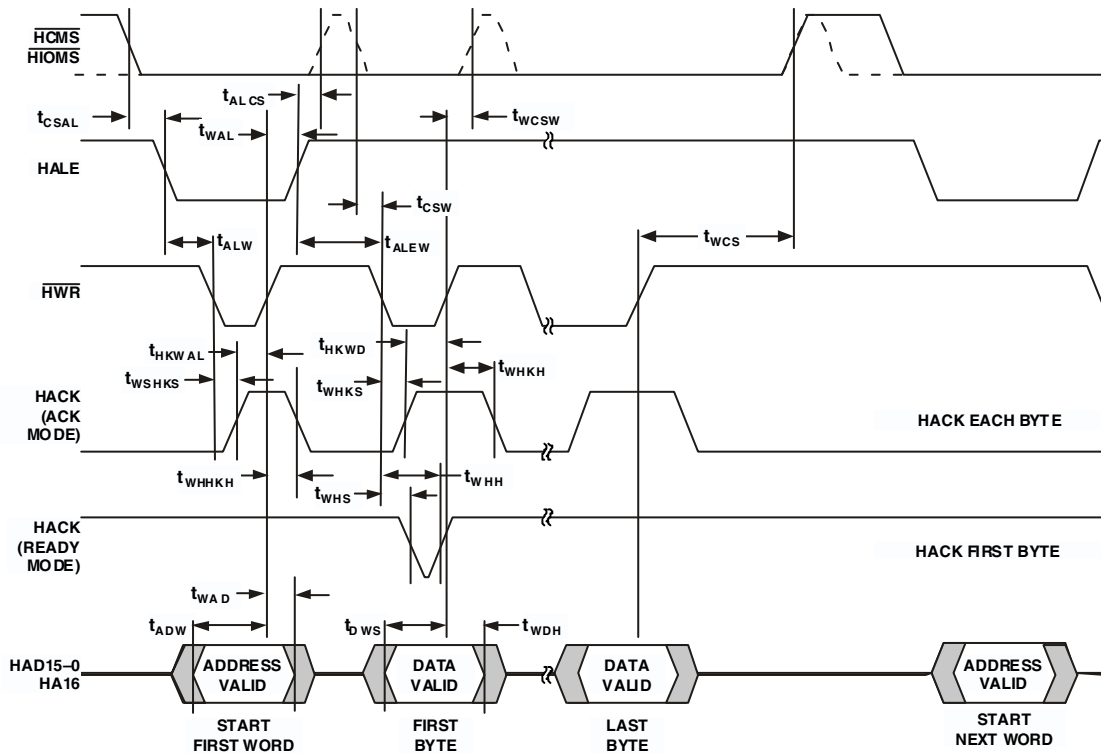 HCMS
HIOMS
tALCS
tCSAL
tWAL
tWCSW
HALE
tCSW
tALW
tALEW
tWCS
HWR
tHKWAL
tHKWD
tWHKH
tWSHKS
tWHKS
HACK
(ACK
MODE)
HACK EACH BYTE
tWHHKH
tWHH
tWHS
HACK
(READY
MODE)
HACK FIRST BYTE
tWAD
tADW
tDWS
tWDH
HAD15–0
HA16
ADDRESS
VALID
DATA
VALID
DATA
VALID
ADDRESS
VALID
START
FIRST WORD
FIRST
BYTE
LAST
BYTE
START
NEXT WORD